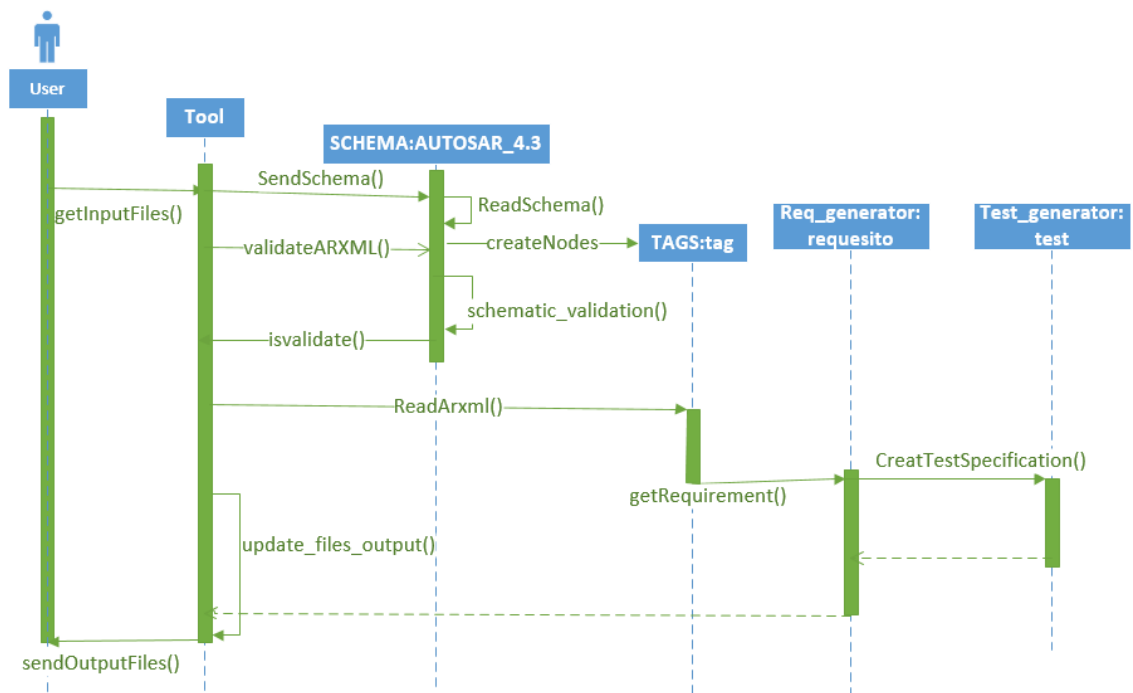 User
Tool
SCHEMA:AUTOSAR_4.3
SendSchema()
getInputFiles()
ReadSchema()
Req_generator:
requesito
Test_generator:
test
validateARXML()
createNodes
TAGS:tag
schematic_validation()
isvalidate()
ReadArxml()
CreatTestSpecification()
getRequirement()
update_files_output()
sendOutputFiles()